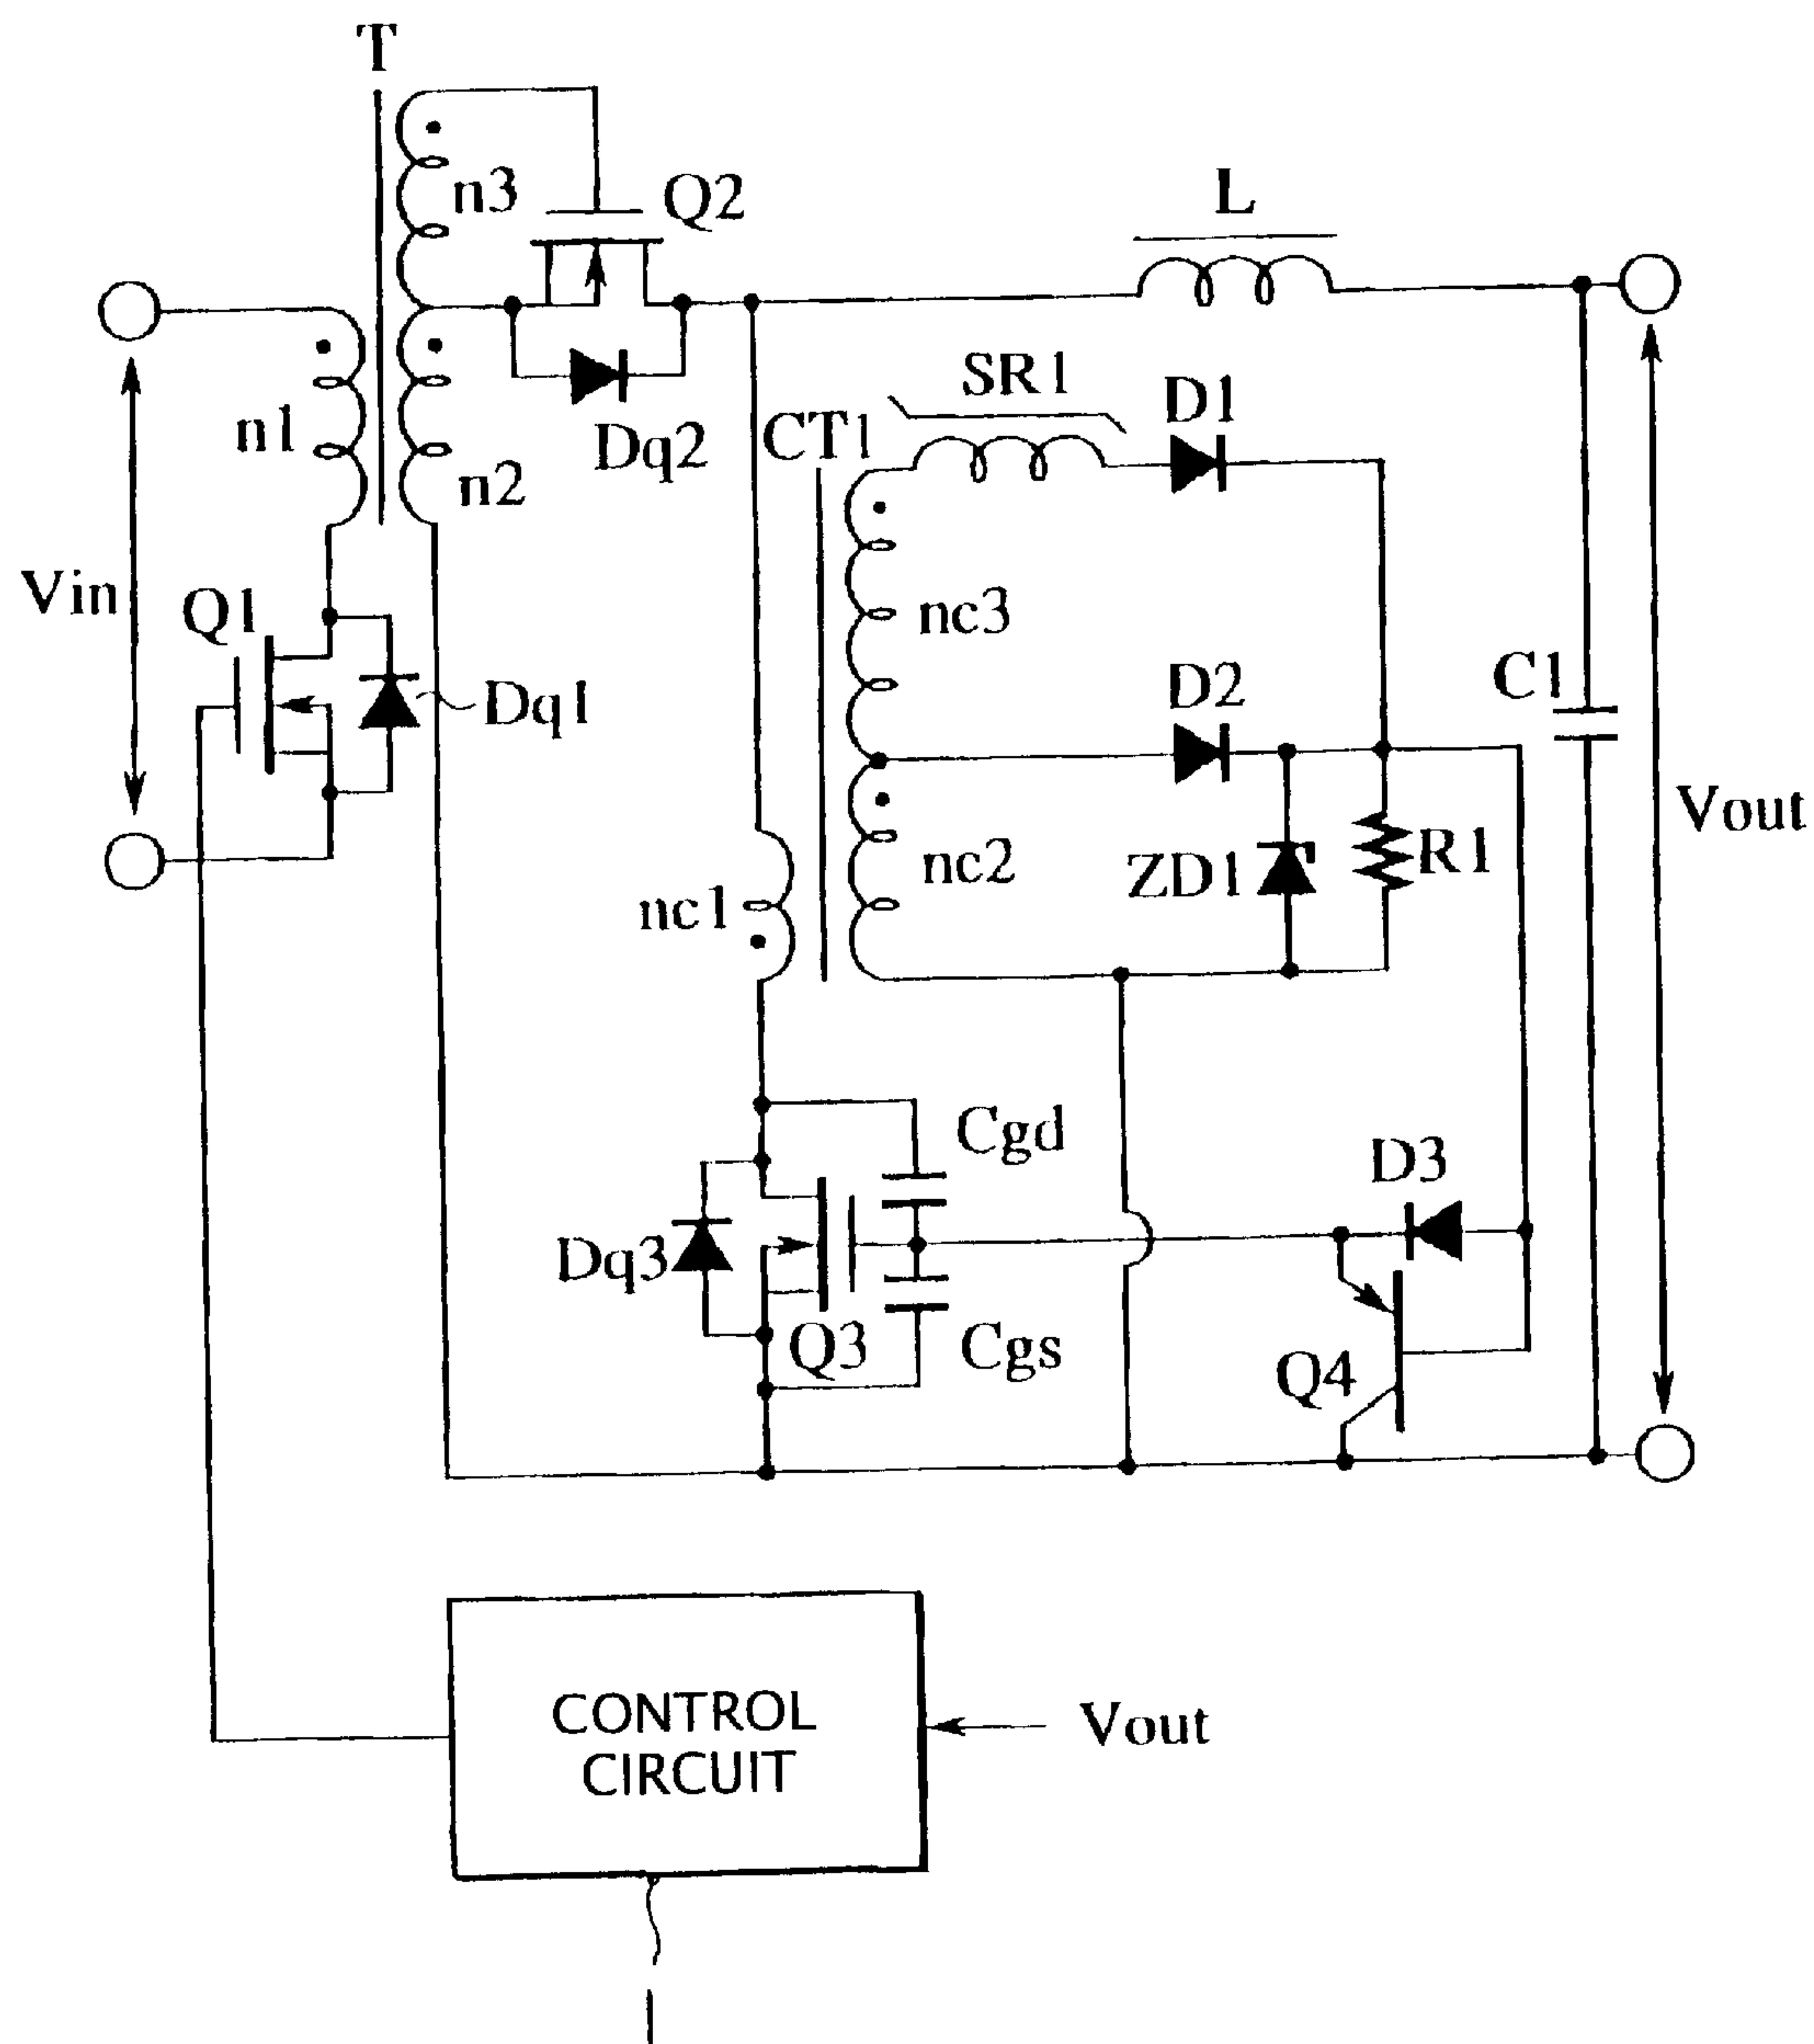 T
n3
Q2
L
n1
n2
Dq2
CT1
SR1
D1
Vin
Q1
Dq1
nc3
D2
C1
Vout
nc1
nc2
ZD1
R1
Cgd
D3
Dq3
Q3
Cgs
Q4
CONTROL
CIRCUIT
Vout
1